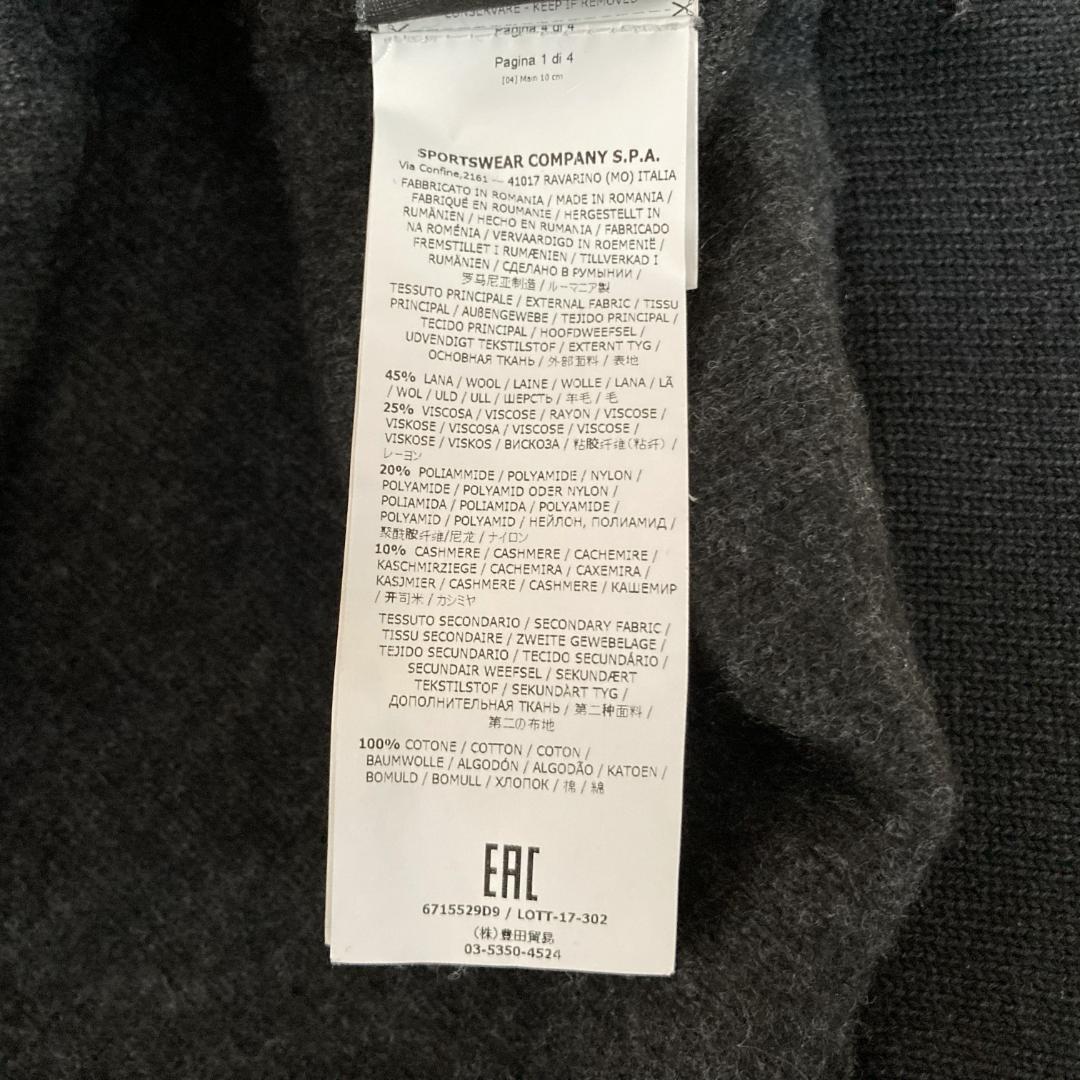 CONSERVARE - KEEP IF REMOVED
Pagina 4 di 4
Pagina 1 di 4
[04] Main 10 cm
SPORTSWEAR COMPANY S.P.A.
Via Confine,2161 — 41017 RAVARINO (MO) ITALIA
FABBRICATO IN ROMANIA / MADE IN ROMANIA /
FABRIQUÉ EN ROUMANIE / HERGESTELLT IN
RUMÄNIEN / HECHO EN RUMANIA / FABRICADO
NA ROMÉNIA / VERVAARDIGD IN ROEMENIË /
FREMSTILLET I RUMÆNIEN / TILLVERKAD I
RUMÄNIEN / СДЕЛАНО В РУМЫНИИ /
罗马尼亚制造 / ルーマニア製
TESSUTO PRINCIPALE / EXTERNAL FABRIC / TISSU
PRINCIPAL / AUßENGEWEBE / TEJIDO PRINCIPAL /
TECIDO PRINCIPAL / HOOFDWEEFSEL /
UDVENDIGT TEKSTILSTOF / EXTERNT TYG /
ОСНОВНАЯ ТКАНЬ / 外部面料 / 表地
45% LANA / WOOL / LAINE / WOLLE / LANA / LÃ
/ WOL / ULD / ULL / ШЕРСТЬ / 羊毛 / 毛
25% VISCOSA / VISCOSE / RAYON / VISCOSE /
VISKOSE / VISCOSA / VISCOSE / VISCOSE /
VISKOSE / VISKOS / ВИСКОЗА / 粘胶纤维(粘纤) /
レーヨン
20% POLIAMMIDE / POLYAMIDE / NYLON /
POLYAMIDE / POLYAMID ODER NYLON /
POLIAMIDA / POLIAMIDA / POLYAMIDE /
POLYAMID / POLYAMID / НЕЙЛОН, ПОЛИАМИД /
聚酰胺纤维/尼龙 / ナイロン
10% CASHMERE / CASHMERE / CACHEMIRE /
KASCHMIRZIEGE / CACHEMIRA / CAXEMIRA /
KASJMIER / CASHMERE / CASHMERE / КАШЕМИР
/ 开司米 / カシミヤ
TESSUTO SECONDARIO / SECONDARY FABRIC /
TISSU SECONDAIRE / ZWEITE GEWEBELAGE /
TEJIDO SECUNDARIO / TECIDO SECUNDÁRIO /
SECUNDAIR WEEFSEL / SEKUNDÆRT
TEKSTILSTOF / SEKUNDÄRT TYG /
ДОПОЛНИТЕЛЬНАЯ ТКАНЬ / 第二种面料 /
第二の布地
100% COTONE / COTTON / COTON /
BAUMWOLLE / ALGODÓN / ALGODÃO / KATOEN /
BOMULD / BOMULL / ХЛОПОК / 棉 / 綿
EAC
6715529D9 / LOTT-17-302
(株)豊田貿易
03-5350-4524